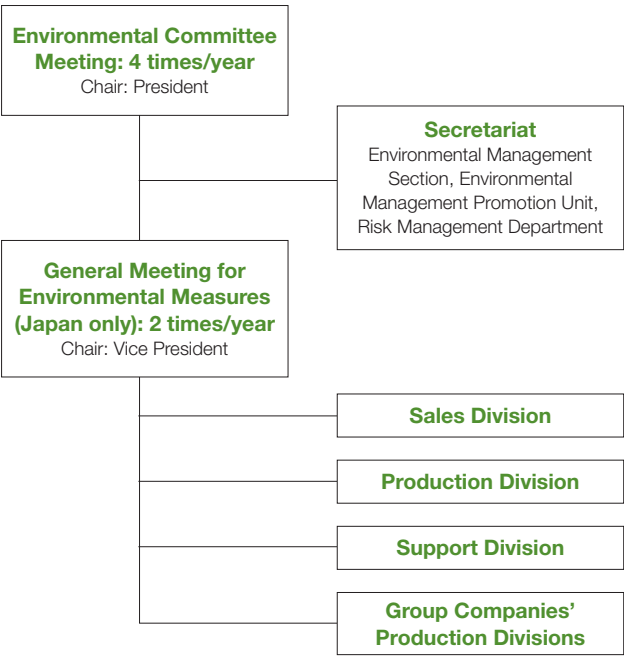 Environmental Committee
Meeting: 4 times/year
Chair: President
Secretariat
Environmental Management
Section, Environmental
Management Promotion Unit,
Risk Management Department
General Meeting for
Environmental Measures
(Japan only): 2 times/year
Chair: Vice President
Sales Division
Production Division
Support Division
Group Companies’
Production Divisions